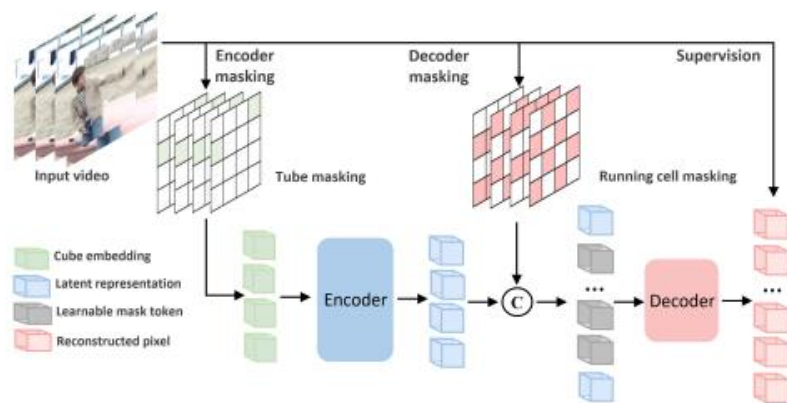 Encoder
masking
Decoder
masking
Supervision
Input video
Tube masking
Running cell masking
Cube embedding
Latent representation
Learnable mask token
Reconstructed pixel
Encoder
C
...
...
Decoder